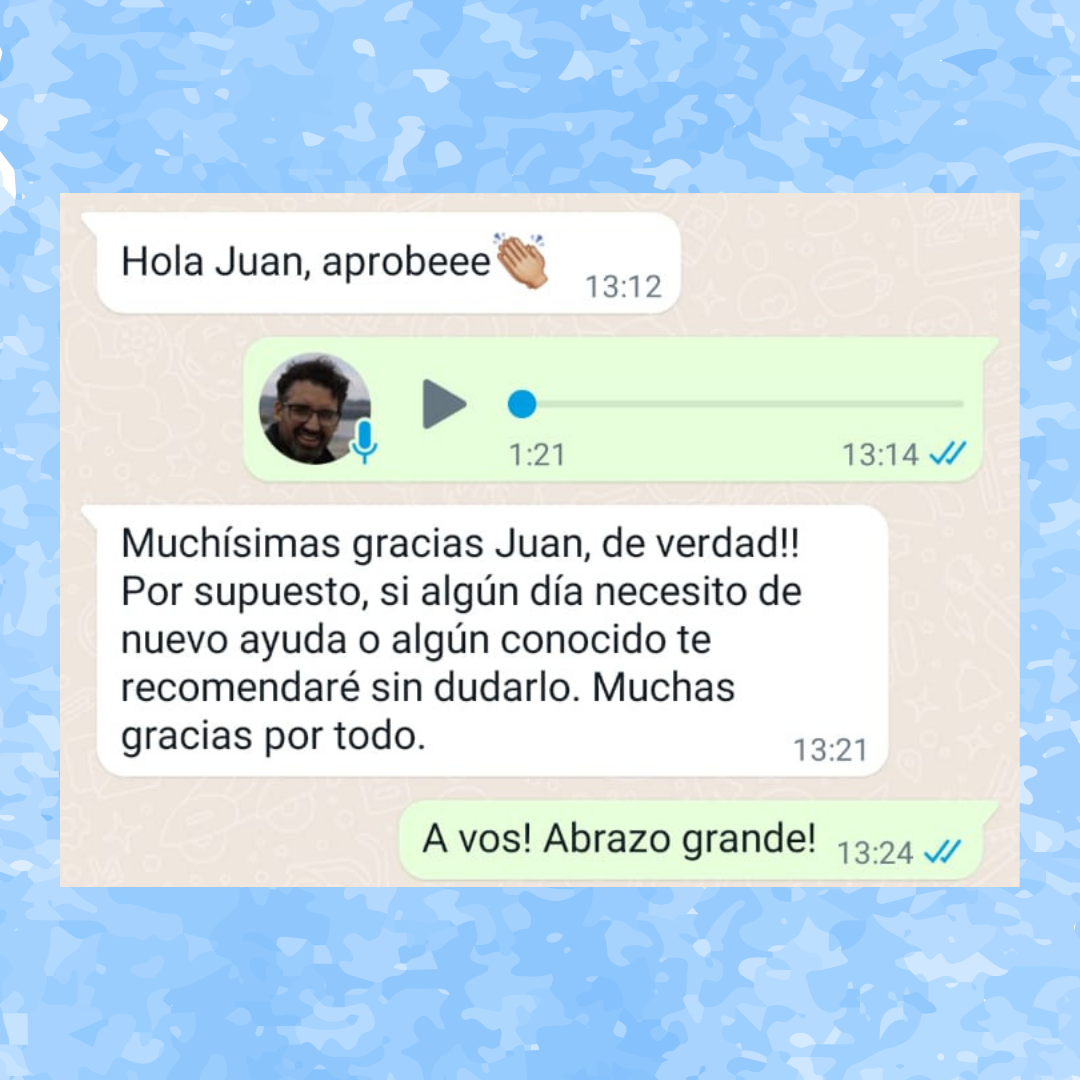 Hola Juan, aprobeee👏🏼
13:12
1:21
13:14
Muchísimas gracias Juan, de verdad!!
Por supuesto, si algún día necesito de
nuevo ayuda o algún conocido te
recomendaré sin dudarlo. Muchas
gracias por todo.
13:21
A vos! Abrazo grande!
13:24